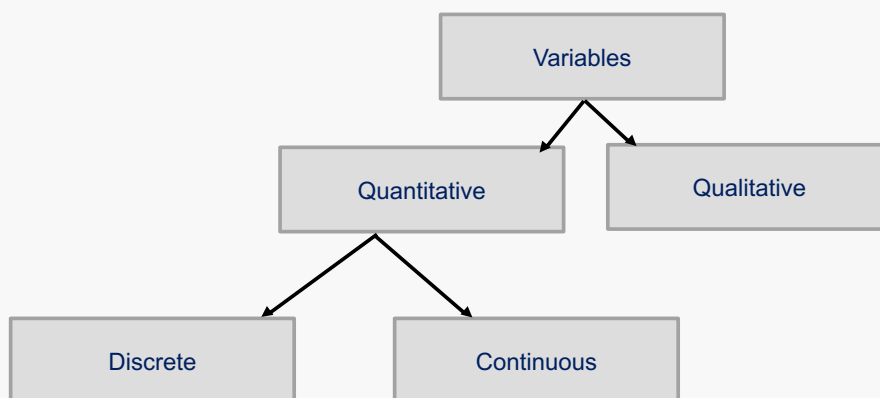 Variables
Quantitative
Qualitative
Discrete
Continuous